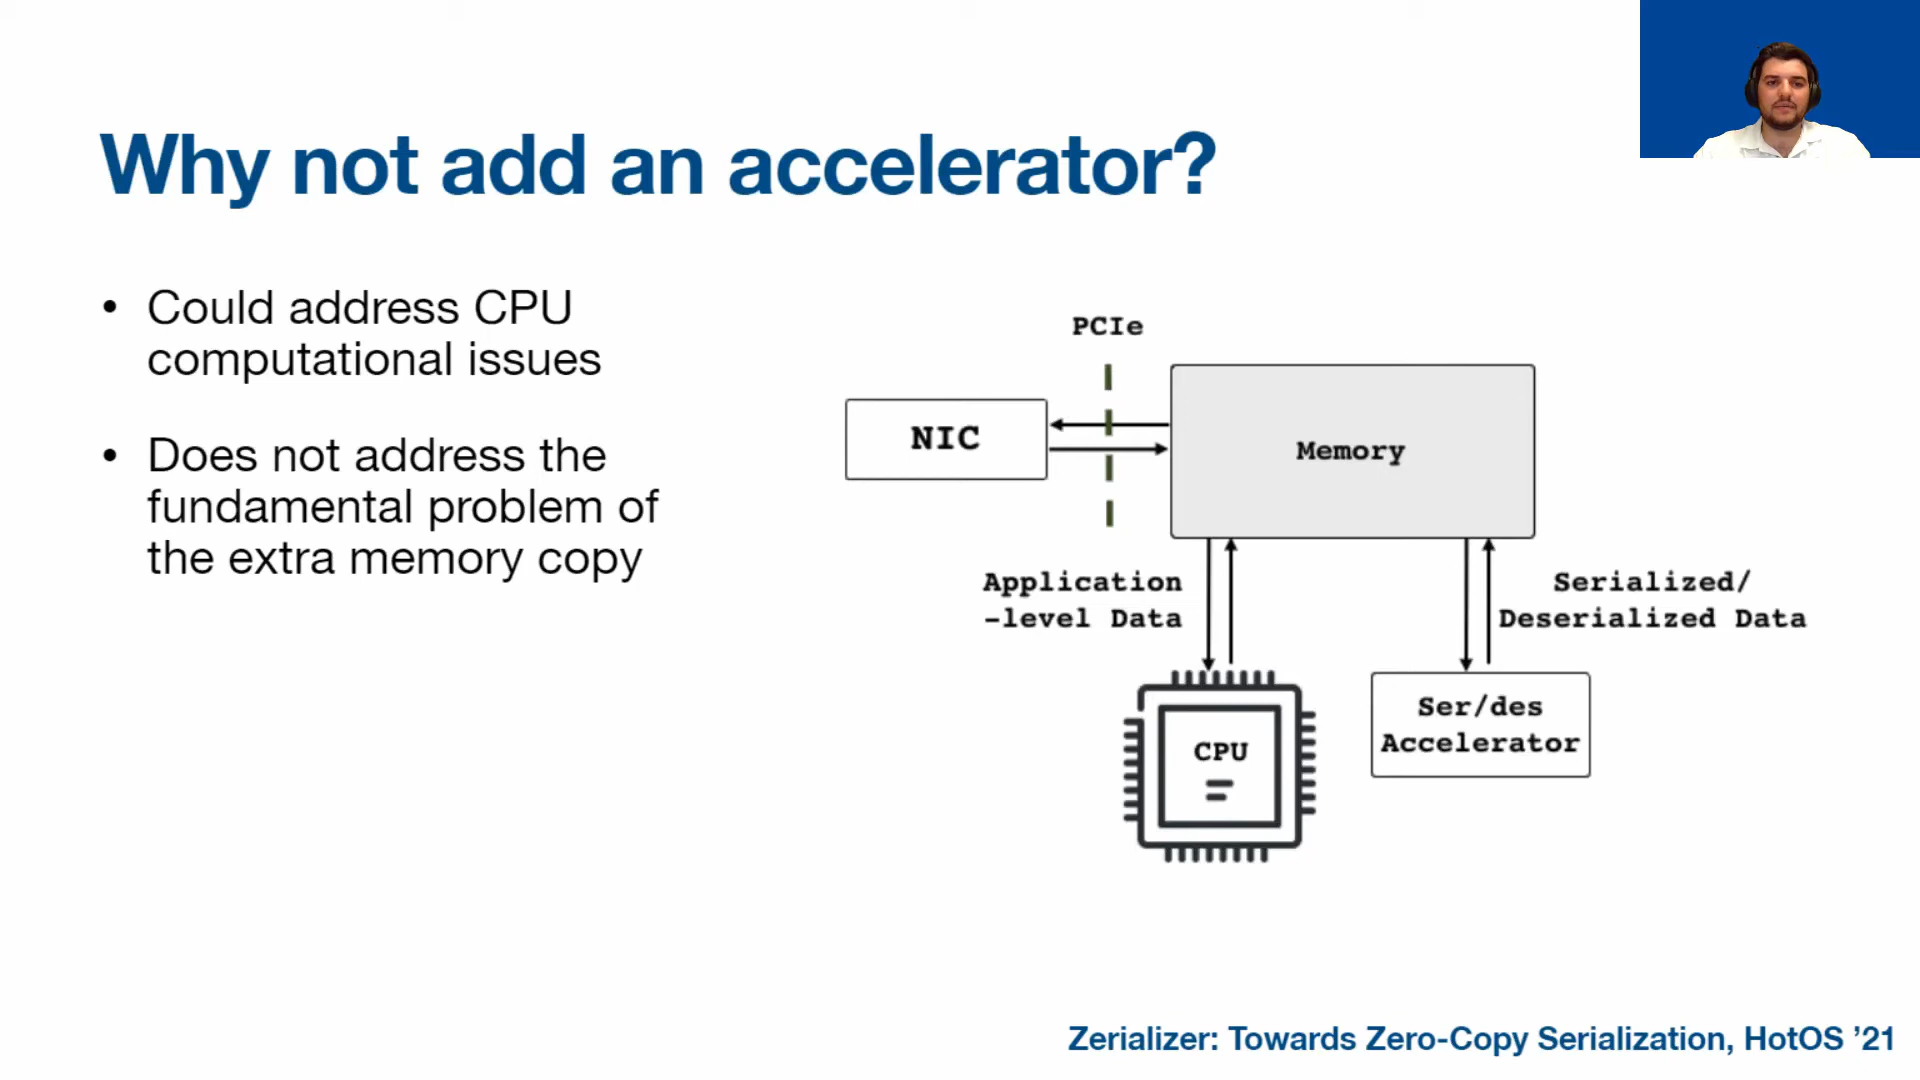 Why not add an accelerator?
• Could address CPU
computational issues
• Does not address the
fundamental problem of
the extra memory copy
PCIe
NIC
Memory
Application
-level Data
Serialized/
Deserialized Data
CPU
Ser/des
Accelerator
Zerializer: Towards Zero-Copy Serialization, HotOS ’21